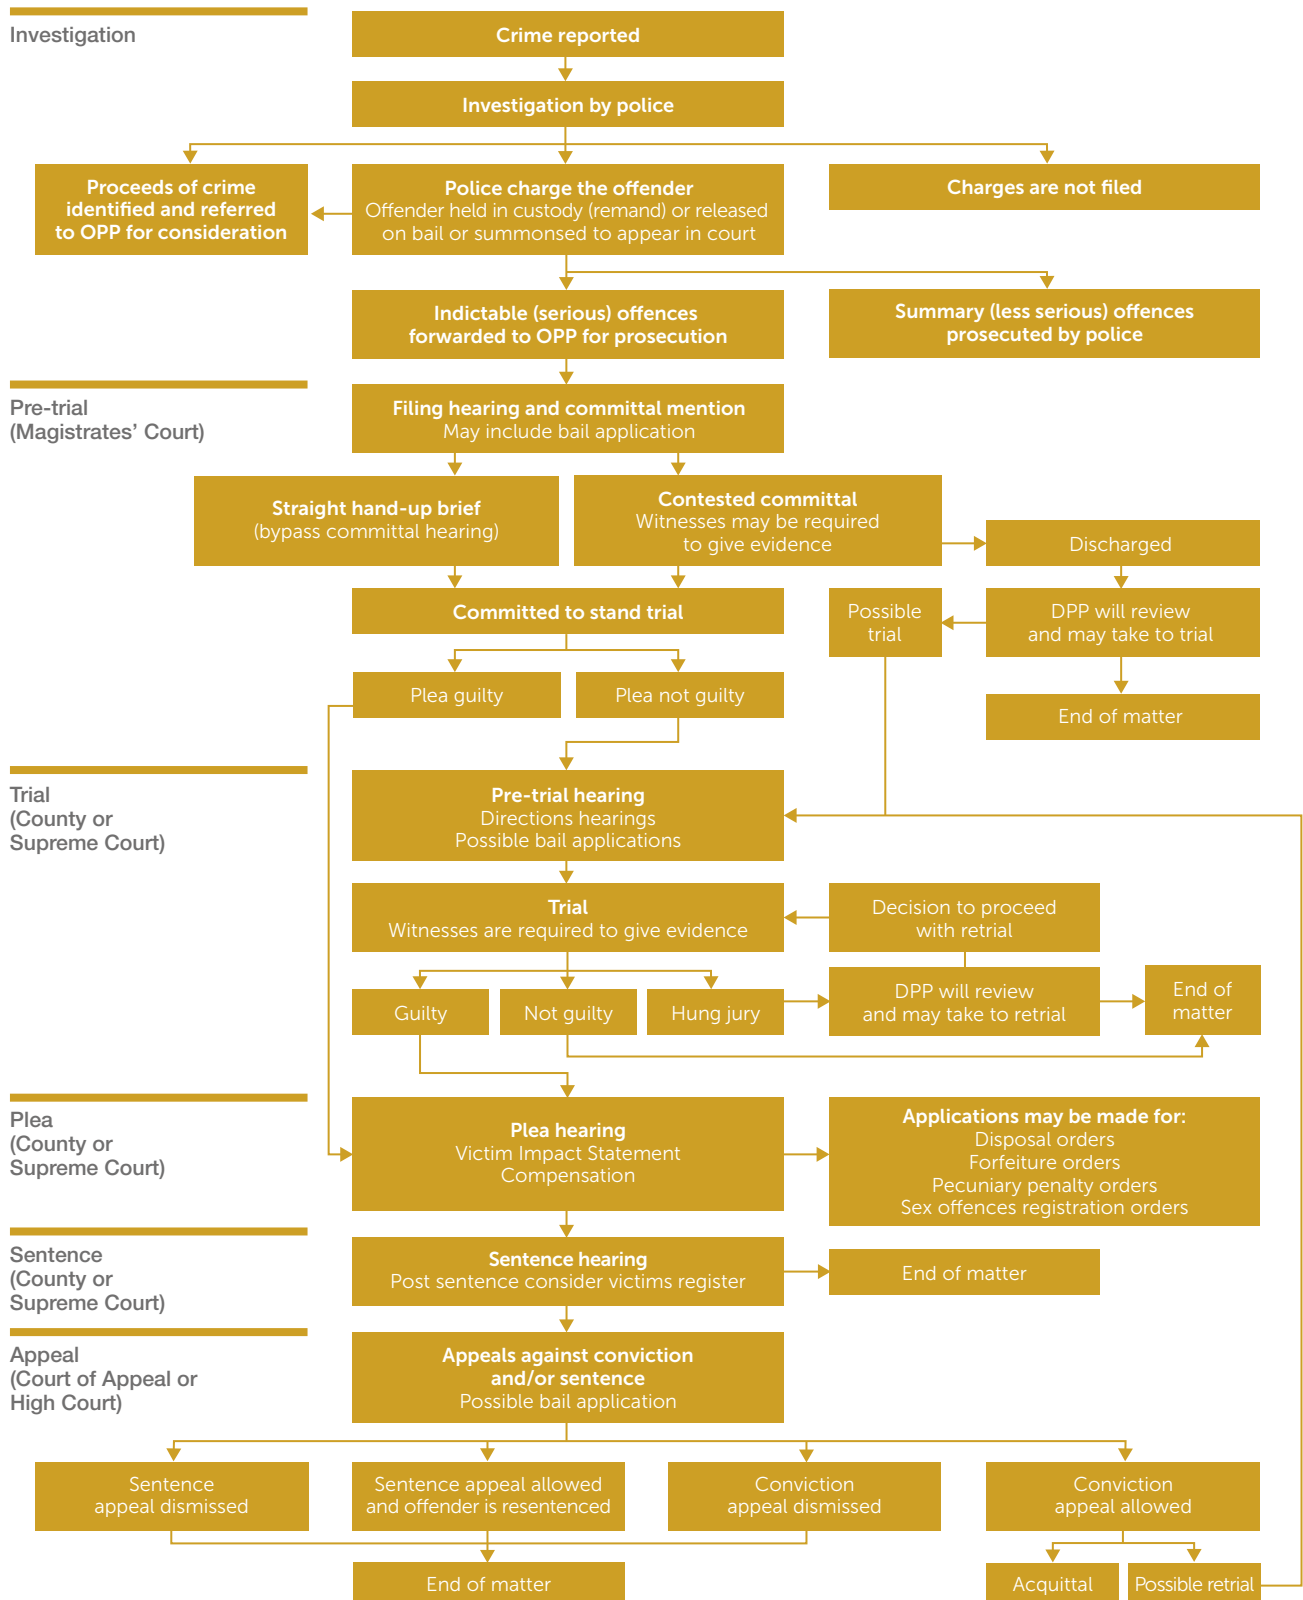 Investigation
Crime reported
Investigation by police
Proceeds of crime
identified and referred
to OPP for consideration
Police charge the offender
Offender held in custody (remand) or released
on bail or summonsed to appear in court
Charges are not filed
Indictable (serious) offences
forwarded to OPP for prosecution
Summary (less serious) offences
prosecuted by police
Pre-trial
(Magistrates’ Court)
Filing hearing and committal mention
May include bail application
Straight hand-up brief
(bypass committal hearing)
Contested committal
Witnesses may be required
to give evidence
Discharged
Committed to stand trial
Possible
trial
DPP will review
and may take to trial
Plea guilty
Plea not guilty
End of matter
Trial
(County or
Supreme Court)
Pre-trial hearing
Directions hearings
Possible bail applications
Trial
Witnesses are required to give evidence
Decision to proceed
with retrial
Guilty
Not guilty
Hung jury
DPP will review
and may take to retrial
End of
matter
Plea
(County or
Supreme Court)
Plea hearing
Victim Impact Statement
Compensation
Applications may be made for:
Disposal orders
Forfeiture orders
Pecuniary penalty orders
Sex offences registration orders
Sentence
(County or
Supreme Court)
Sentence hearing
Post sentence consider victims register
End of matter
Appeal
(Court of Appeal or
High Court)
Appeals against conviction
and/or sentence
Possible bail application
Sentence
appeal dismissed
Sentence appeal allowed
and offender is resentenced
Conviction
appeal dismissed
Conviction
appeal allowed
End of matter
Acquittal
Possible retrial